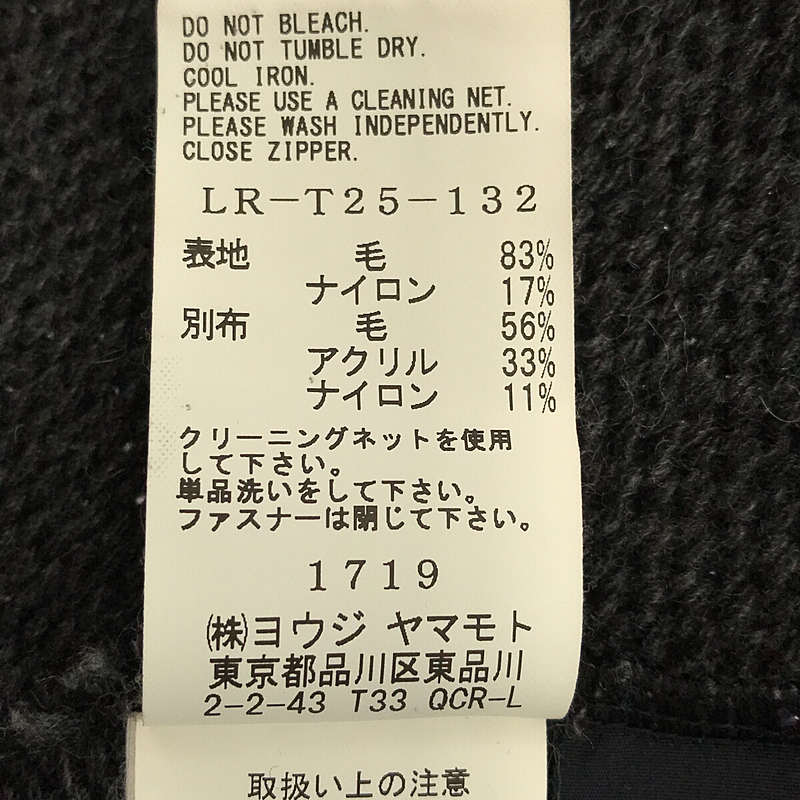 DO NOT BLEACH.
DO NOT TUMBLE DRY.
COOL IRON.
PLEASE USE A CLEANING NET.
PLEASE WASH INDEPENDENTLY.
CLOSE ZIPPER.
LR-T25-132
表地 毛 83%
ナイロン 17%
別布 毛 56%
アクリル 33%
ナイロン 11%
クリーニングネットを使用
して下さい。
単品洗いをして下さい。
ファスナーは閉じて下さい。
1719
㈱ヨウジ ヤマモト
東京都品川区東品川
2-2-43 T33 QCR-L
取扱い上の注意